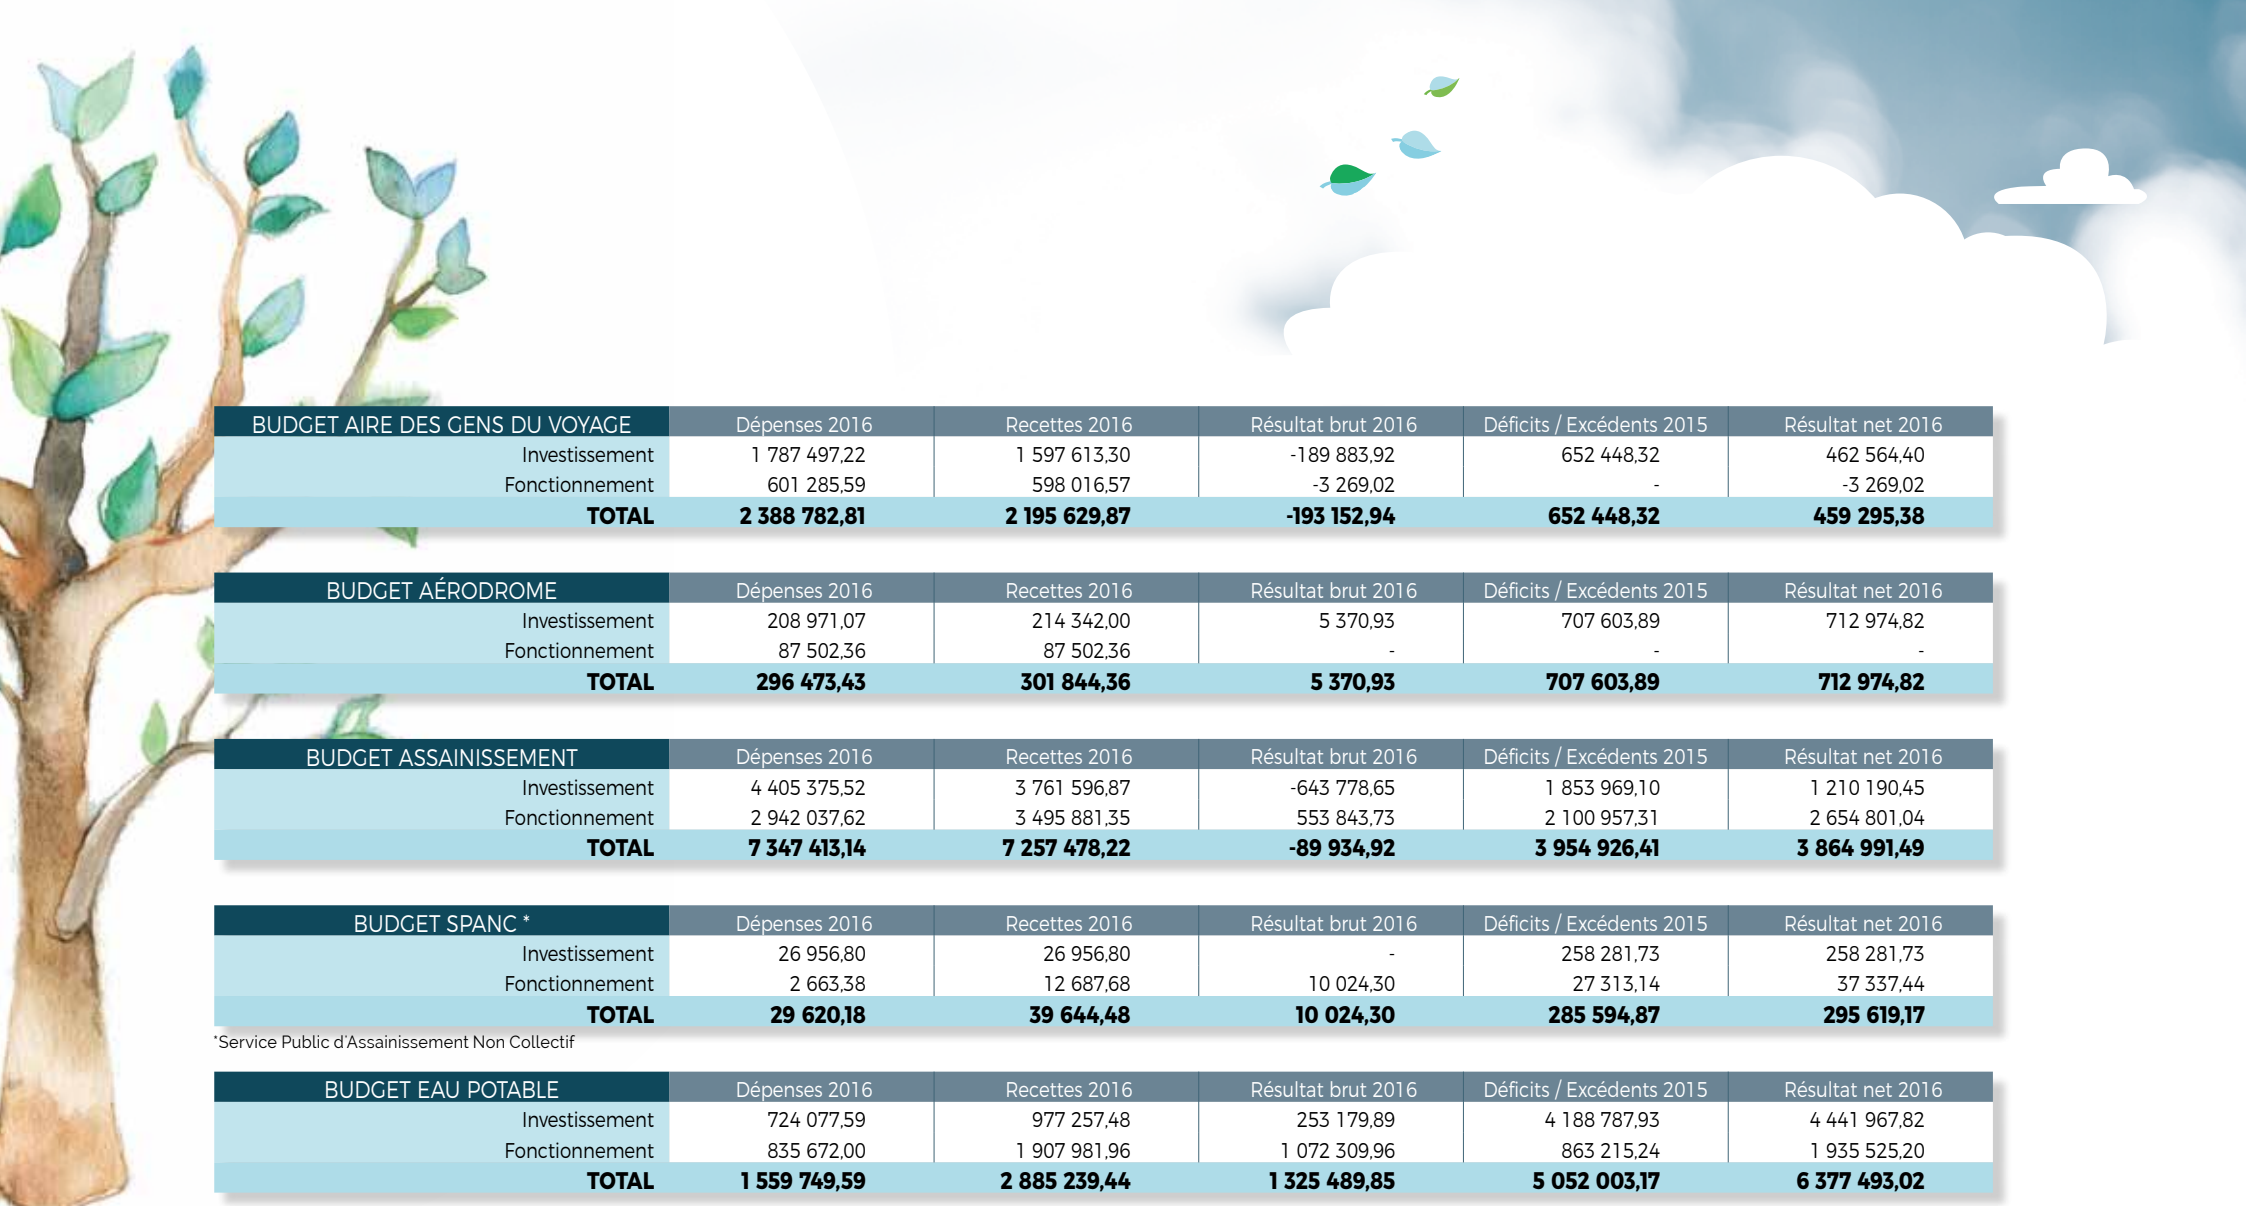 BUDGET AIRE DES GENS DU VOYAGE Dépenses 2016 Recettes 2016 Résultat brut 2016 Déficits / Excédents 2015 Résultat net 2016
Investissement 1 787 497,22 1 597 613,30 -189 883,92 652 448,32 462 564,40
Fonctionnement 601 285,59 598 016,57 -3 269,02 - -3 269,02
TOTAL 2 388 782,81 2 195 629,87 -193 152,94 652 448,32 459 295,38
BUDGET AÉRODROME Dépenses 2016 Recettes 2016 Résultat brut 2016 Déficits / Excédents 2015 Résultat net 2016
Investissement 208 971,07 214 342,00 5 370,93 707 603,89 712 974,82
Fonctionnement 87 502,36 87 502,36 - - -
TOTAL 296 473,43 301 844,36 5 370,93 707 603,89 712 974,82
BUDGET ASSAINISSEMENT Dépenses 2016 Recettes 2016 Résultat brut 2016 Déficits / Excédents 2015 Résultat net 2016
Investissement 4 405 375,52 3 761 596,87 -643 778,65 1 853 969,10 1 210 190,45
Fonctionnement 2 942 037,62 3 495 881,35 553 843,73 2 100 957,31 2 654 801,04
TOTAL 7 347 413,14 7 257 478,22 -89 934,92 3 954 926,41 3 864 991,49
BUDGET SPANC * Dépenses 2016 Recettes 2016 Résultat brut 2016 Déficits / Excédents 2015 Résultat net 2016
Investissement 26 956,80 26 956,80 - 258 281,73 258 281,73
Fonctionnement 2 663,38 12 687,68 10 024,30 27 313,14 37 337,44
TOTAL 29 620,18 39 644,48 10 024,30 285 594,87 295 619,17
*Service Public d'Assainissement Non Collectif
BUDGET EAU POTABLE Dépenses 2016 Recettes 2016 Résultat brut 2016 Déficits / Excédents 2015 Résultat net 2016
Investissement 724 077,59 977 257,48 253 179,89 4 188 787,93 4 441 967,82
Fonctionnement 835 672,00 1 907 981,96 1 072 309,96 863 215,24 1 935 525,20
TOTAL 1 559 749,59 2 885 239,44 1 325 489,85 5 052 003,17 6 377 493,02